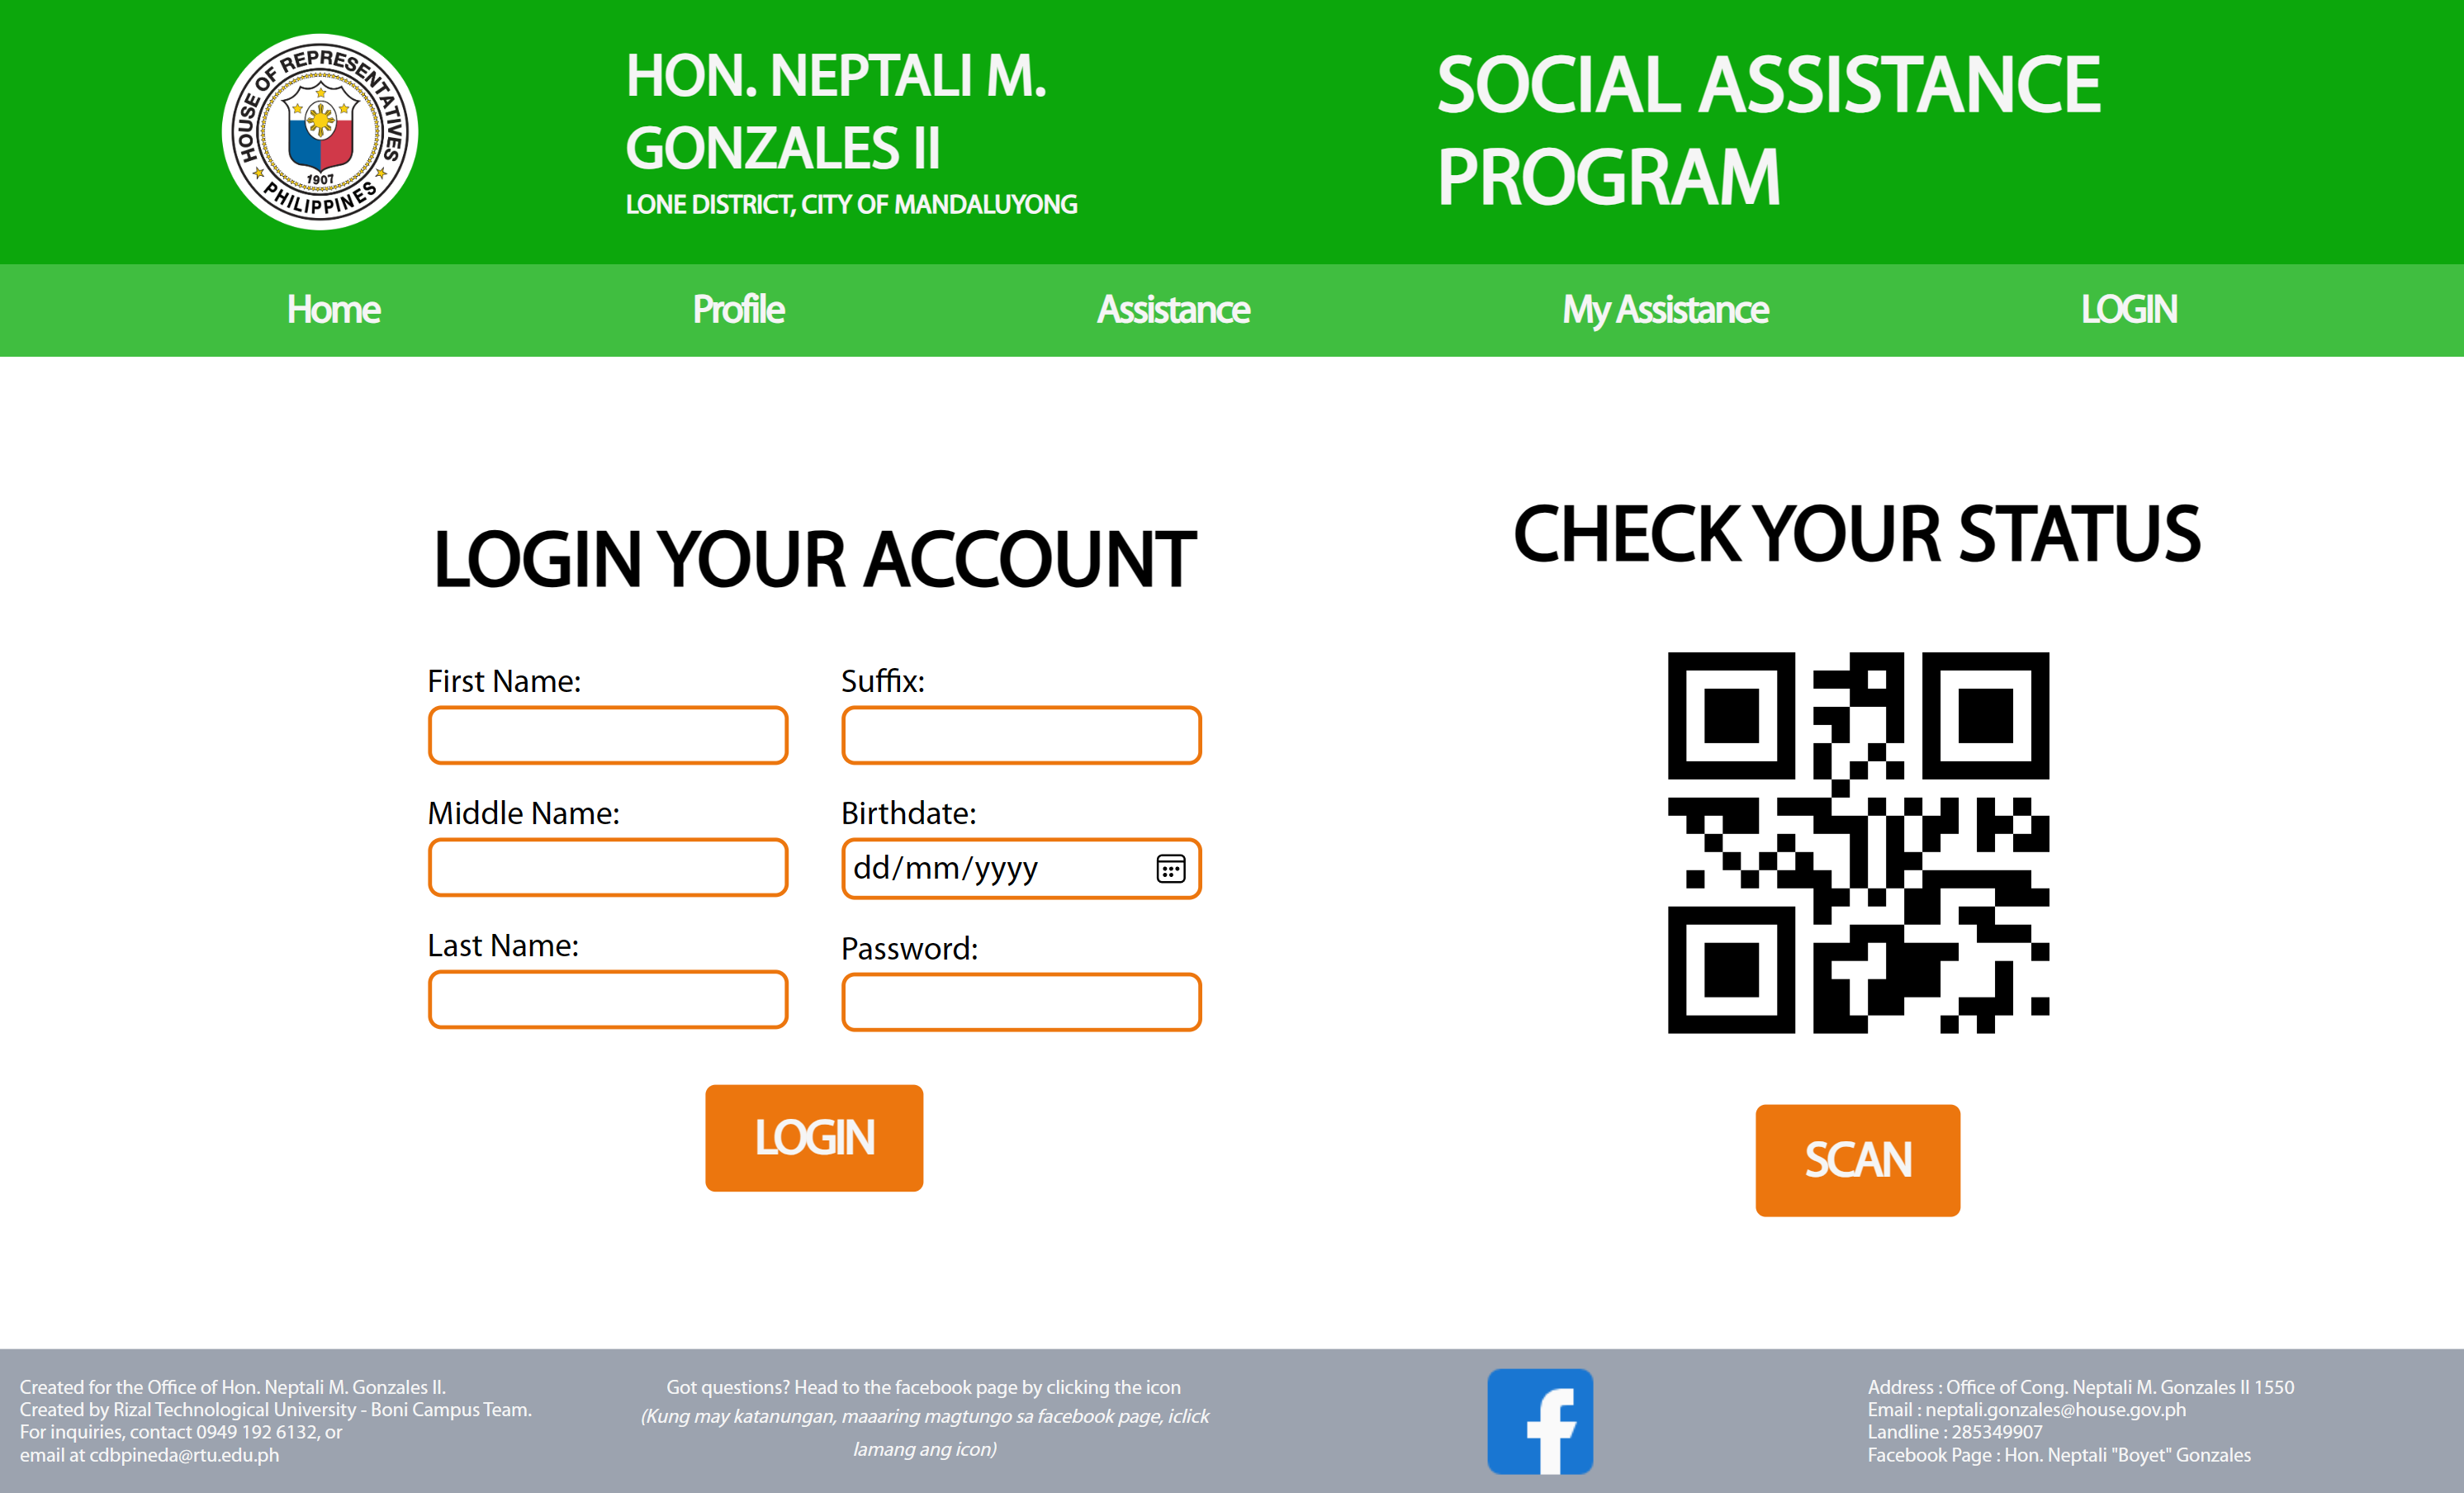 HOUSE OF REPRESENTATIVES
1907
PHILIPPINES
HON. NEPTALI M.
GONZALES II
LONE DISTRICT, CITY OF MANDALUYONG
SOCIAL ASSISTANCE
PROGRAM
Home
Profile
Assistance
My Assistance
LOGIN
LOGIN YOUR ACCOUNT
First Name:
Suffix:
Middle Name:
Birthdate:
dd/mm/yyyy
Last Name:
Password:
LOGIN
CHECK YOUR STATUS
SCAN
Created for the Office of Hon. Neptali M. Gonzales II.
Created by Rizal Technological University - Boni Campus Team.
For inquiries, contact 0949 192 6132, or
email at cdbpineda@rtu.edu.ph
Got questions? Head to the facebook page by clicking the icon
(Kung may katanungan, maaaring magtungo sa facebook page, iclick
lamang ang icon)
f
Address : Office of Cong. Neptali M. Gonzales II 1550
Email : neptali.gonzales@house.gov.ph
Landline : 285349907
Facebook Page : Hon. Neptali "Boyet" Gonzales